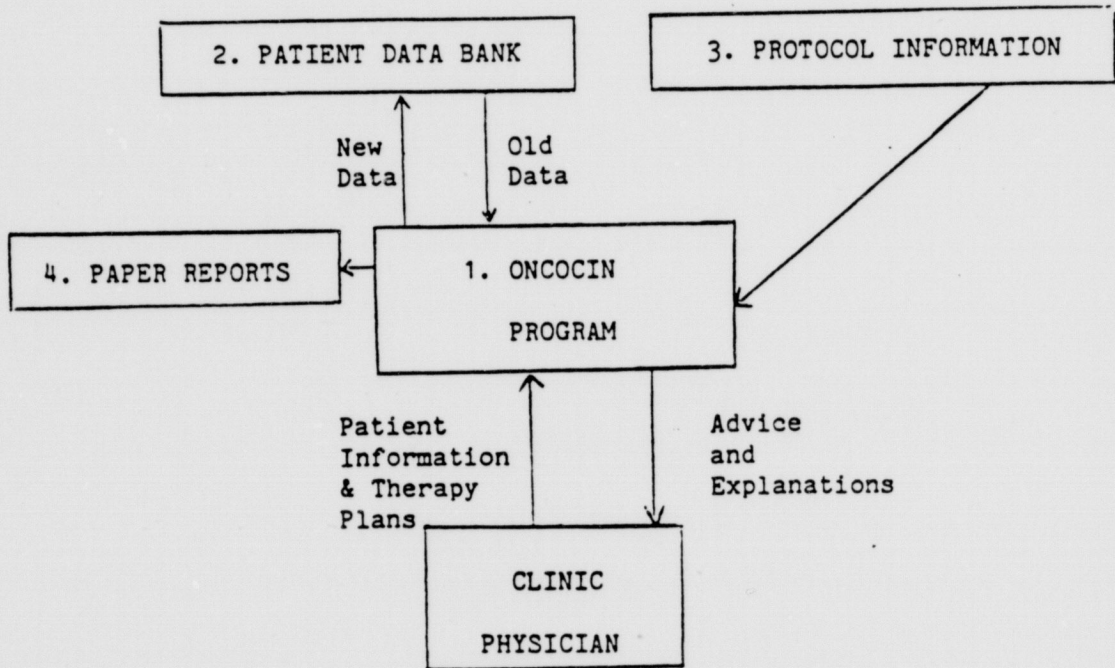 2. PATIENT DATA BANK
3. PROTOCOL INFORMATION
New
Data
Old
Data
4. PAPER REPORTS
1. ONCOCIN
PROGRAM
Patient
Information
& Therapy
Plans
Advice
and
Explanations
CLINIC
PHYSICIAN